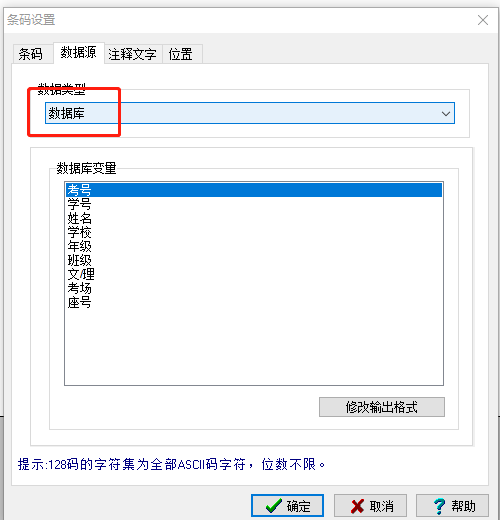 条码设置
条码 数据源 注释文字 位置
数据类型
数据库
数据库变量
考号
学号
姓名
学校
年级
班级
文/理
考场
座号
修改输出格式
提示:128码的字符集为全部ASCII码字符，位数不限。
确定 取消 帮助